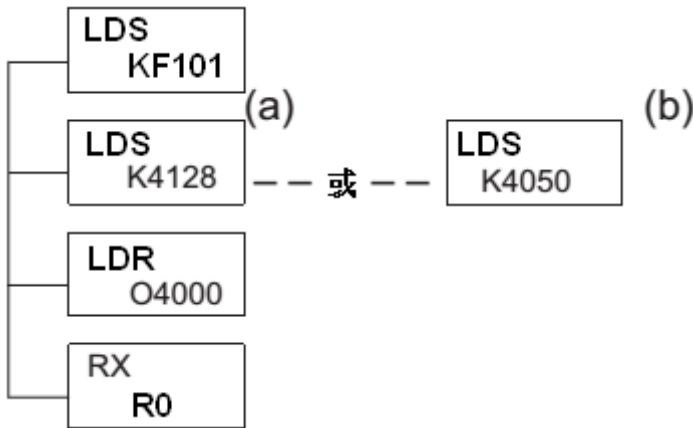 LDS
KF101
(a)
(b)
LDS
K4128
或
LDS
K4050
LDR
O4000
RX
R0